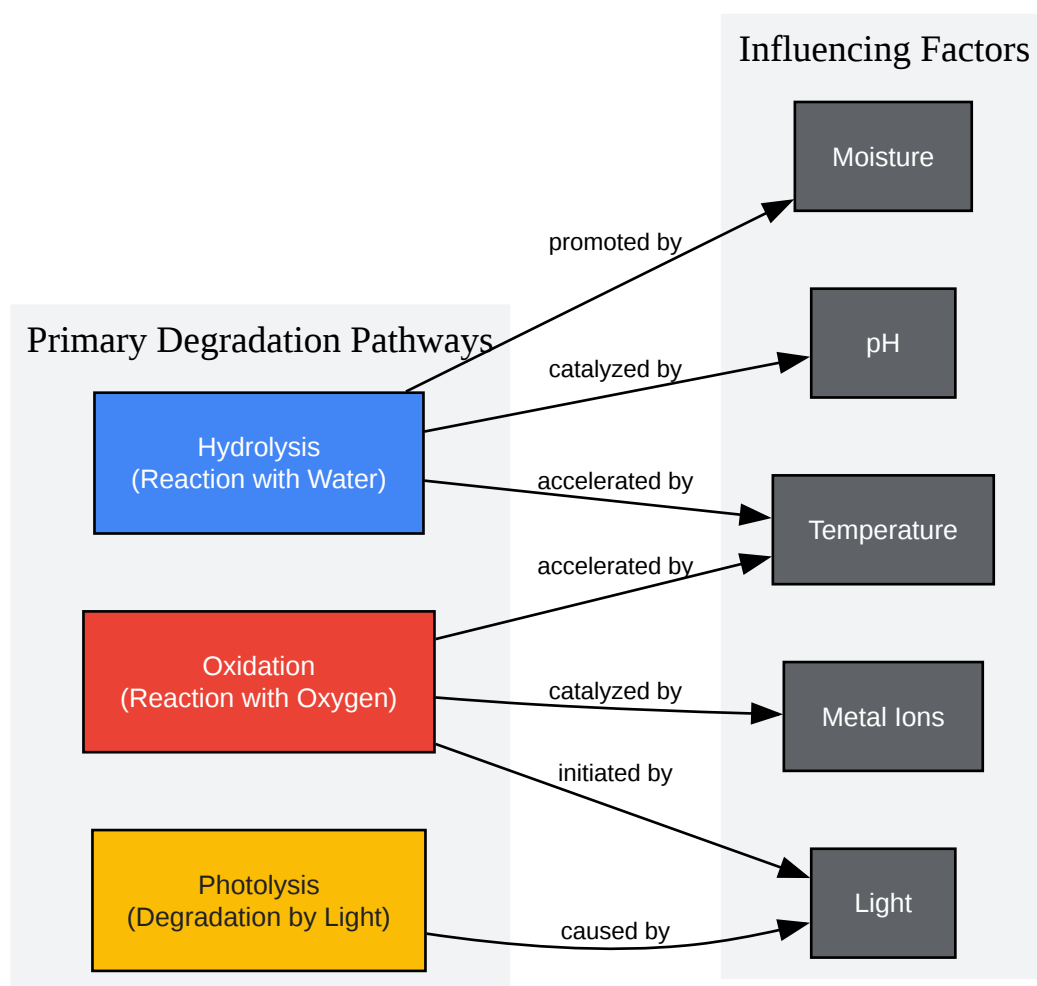 Influencing Factors
Moisture
promoted by
Primary Degradation Pathways
pH
catalyzed by
Hydrolysis
(Reaction with Water)
accelerated by
Temperature
accelerated by
Oxidation
(Reaction with Oxygen)
catalyzed by
Metal Ions
initiated by
Photolysis
(Degradation by Light)
Light
caused by